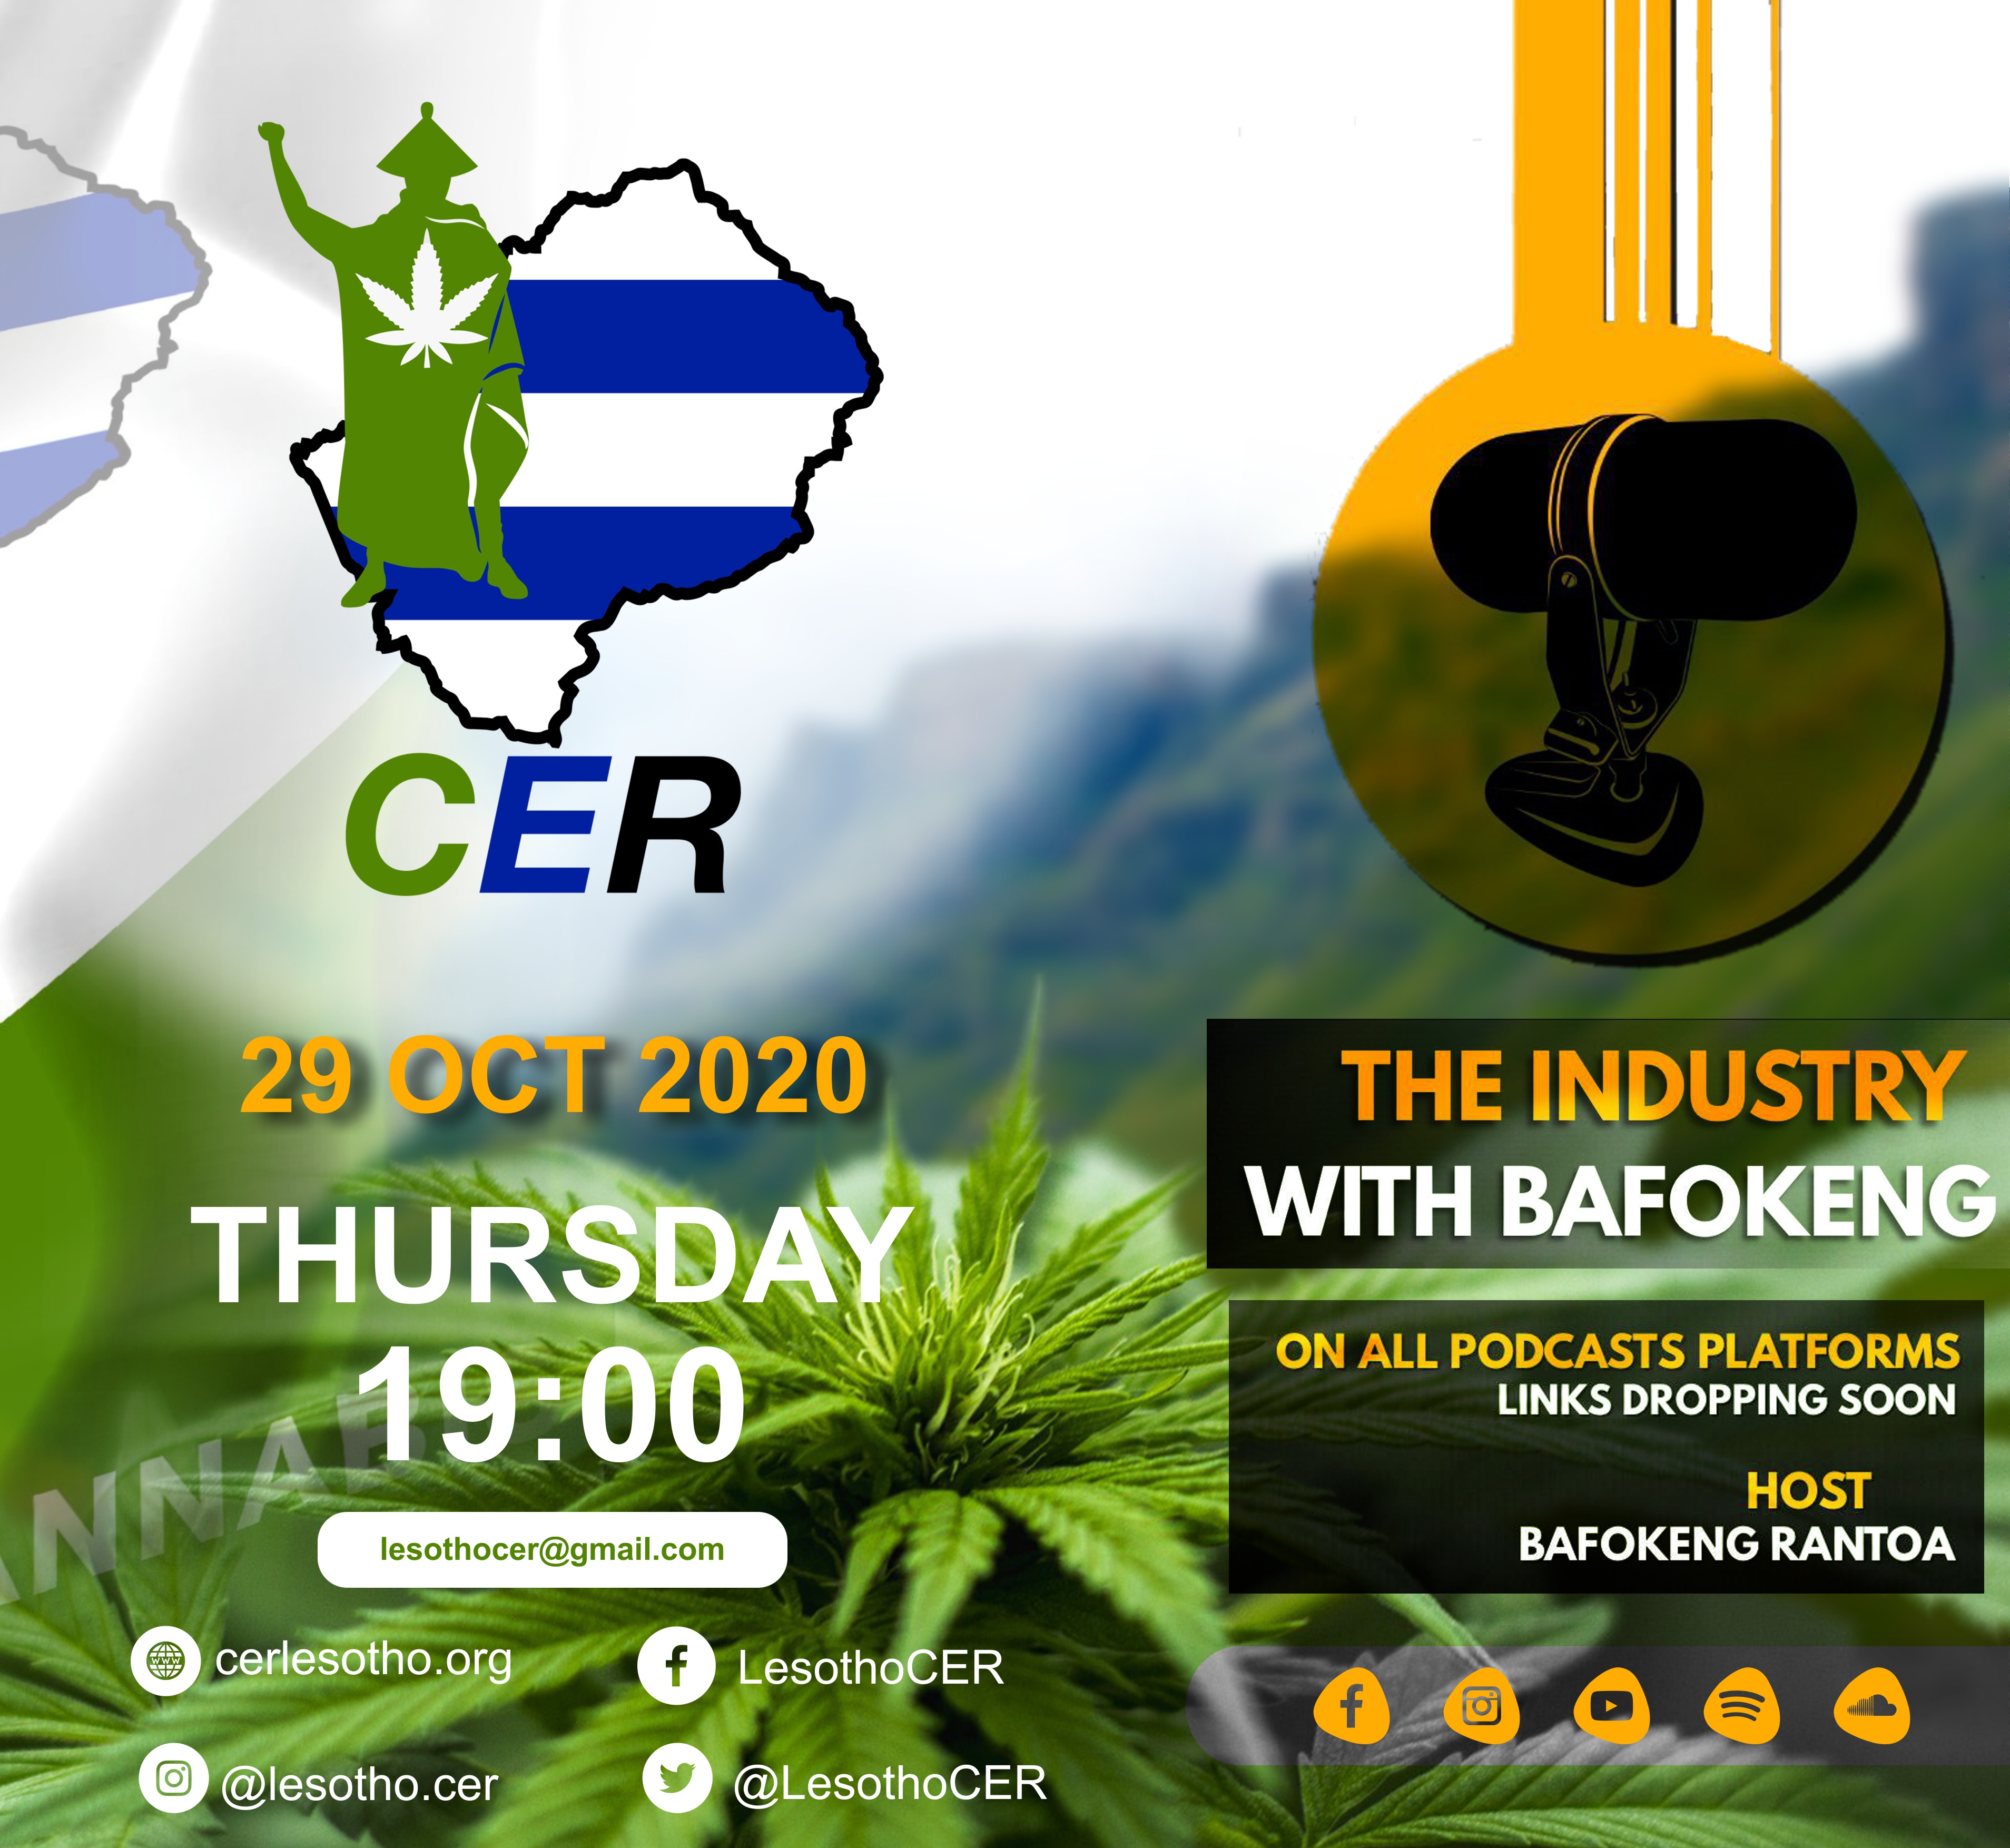 CER
29 OCT 2020
THURSDAY
19:00
ANNAB
lesothocer@gmail.com
cerlesotho.org
LesothoCER
@lesotho.cer
@LesothoCER
THE INDUSTRY
WITH BAFOKENG
ON ALL PODCASTS PLATFORMS
LINKS DROPPING SOON
HOST
BAFOKENG RANTOA
WWW